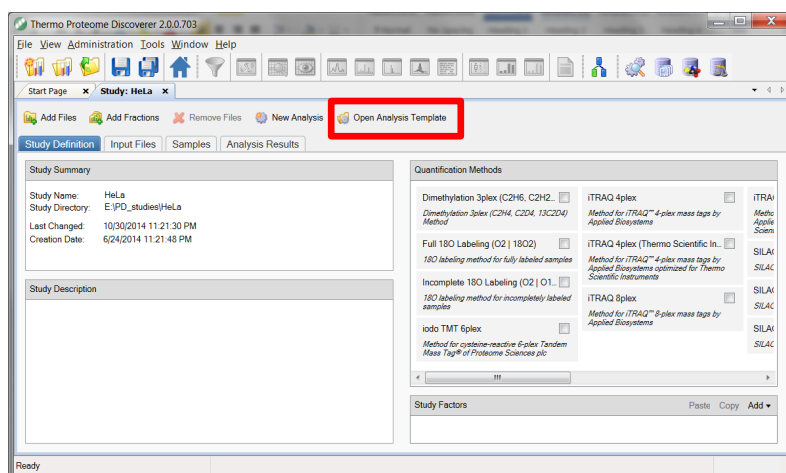 Thermo Proteome Discoverer 2.0.0.703
File View Administration Tools Window Help
Start Page × Study: HeLa ×
Add Files Add Fractions Remove Files New Analysis Open Analysis Template
Study Definition Input Files Samples Analysis Results
Study Summary
Study Name: HeLa
Study Directory: E:\PD_studies\HeLa
Last Changed: 10/30/2014 11:21:30 PM
Creation Date: 6/24/2014 11:21:48 PM
Study Description
Quantification Methods
Dimethylation 3plex (C2H6, C2H2...
Dimethylation 3plex (C2H4, C2D4, 13C2D4)
Method
Full 18O Labeling (O2 | 18O2)
18O labeling method for fully labeled samples
Incomplete 18O Labeling (O2 | O1...
18O labeling method for incompletely labeled
samples
iodo TMT 6plex
Method for cysteine-reactive 6-plex Tandem
Mass Tag® of Proteome Sciences plc
iTRAQ 4plex
Method for iTRAQ™ 4-plex mass tags by
Applied Biosystems
iTRAQ 4plex (Thermo Scientific In...
Method for iTRAQ™ 4-plex mass tags by
Applied Biosystems optimized for Thermo
Scientific Instruments
iTRAQ 8plex
Method for iTRAQ™ 8-plex mass tags by
Applied Biosystems
Study Factors
Paste Copy Add
Ready